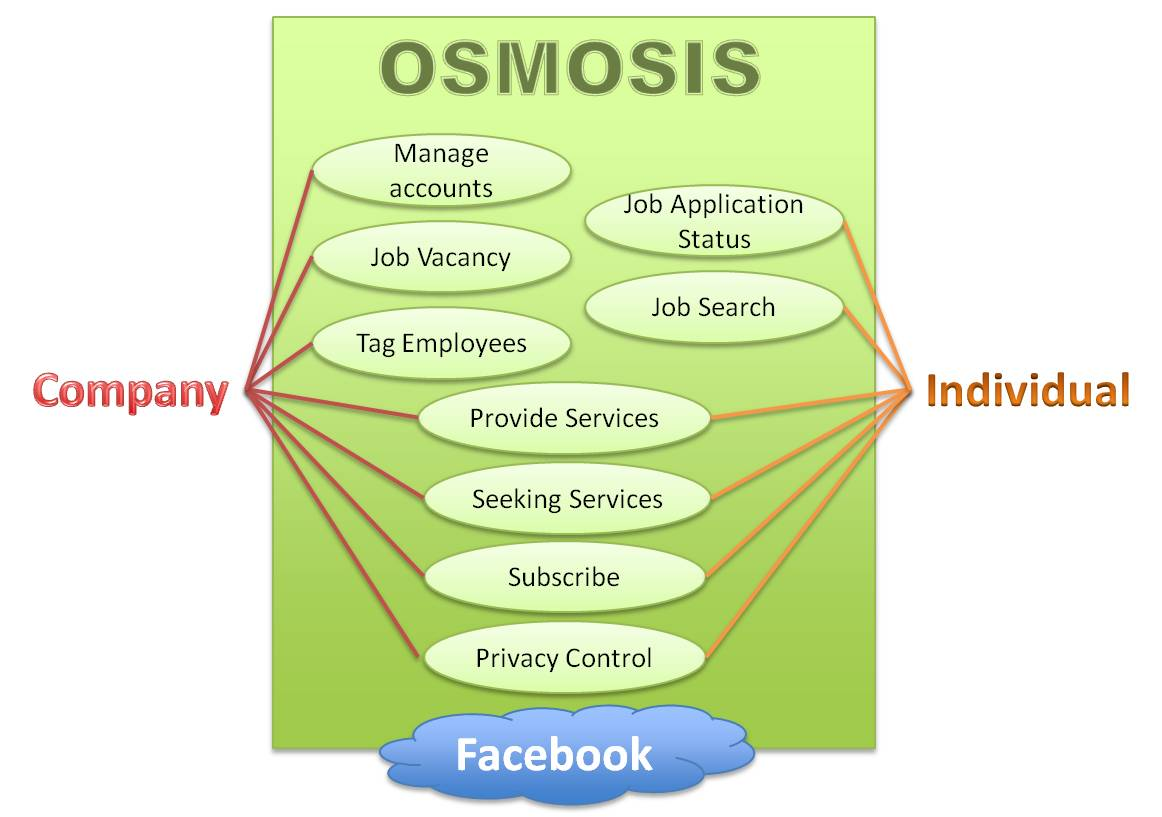 OSMOSIS
Manage
accounts
Job Application
Status
Job Vacancy
Job Search
Tag Employees
Company
Individual
Provide Services
Seeking Services
Subscribe
Privacy Control
Facebook